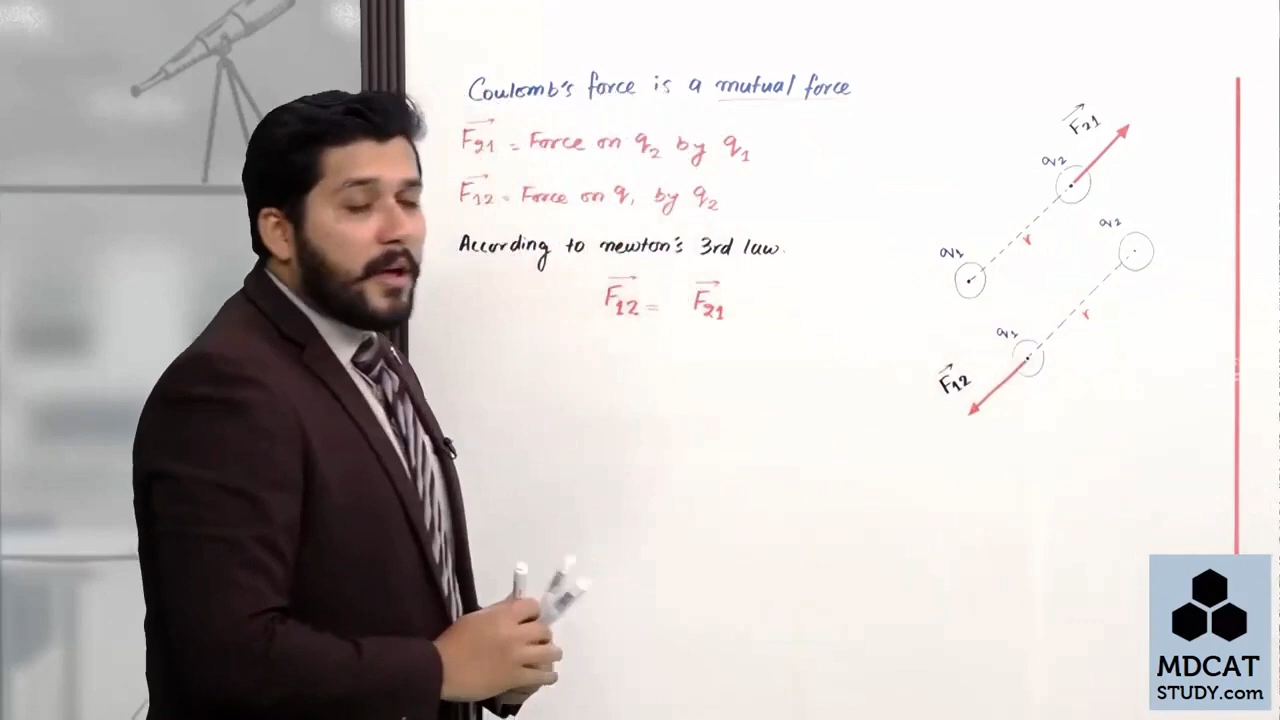 Coulomb's force is a mutual force
F21 = Force on q2 by q1
F12 = Force on q1 by q2
According to newton's 3rd law.
F12 = F21
F21
q2
r
q1
q2
r
q1
F12
MDCAT
STUDY.com